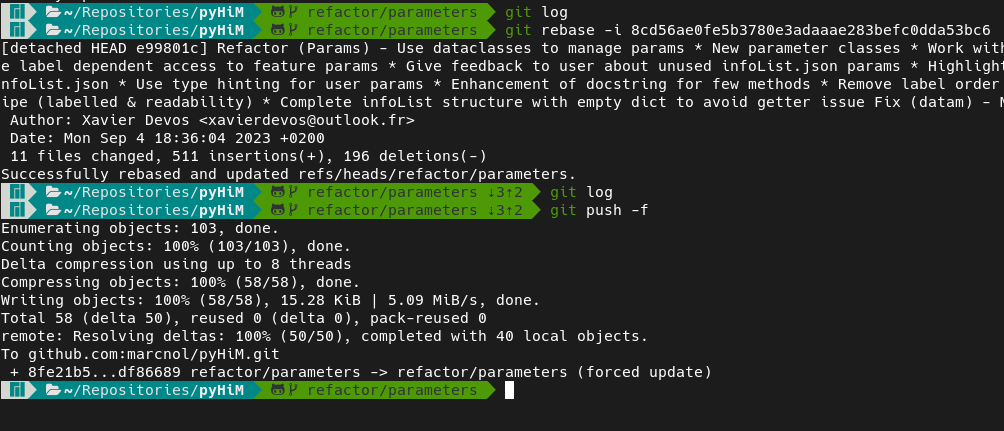 ~/Repositories/pyHiM refactor/parameters git log
~/Repositories/pyHiM refactor/parameters git rebase -i 8cd56ae0fe5b3780e3adaaae283befc0dda53bc6
[detached HEAD e99801c] Refactor (Params) - Use dataclasses to manage params * New parameter classes * Work with
e label dependent access to feature params * Give feedback to user about unused infoList.json params * Highlight
nfoList.json * Use type hinting for user params * Enhancement of docstring for few methods * Remove label order
ipe (labelled & readability) * Complete infoList structure with empty dict to avoid getter issue Fix (datam) -
Author: Xavier Devos <xavierdevos@outlook.fr>
Date: Mon Sep 4 18:36:04 2023 +0200
11 files changed, 511 insertions(+), 196 deletions(-)
Successfully rebased and updated refs/heads/refactor/parameters.
~/Repositories/pyHiM refactor/parameters ↓3↑2 git log
~/Repositories/pyHiM refactor/parameters ↓3↑2 git push -f
Enumerating objects: 103, done.
Counting objects: 100% (103/103), done.
Delta compression using up to 8 threads
Compressing objects: 100% (58/58), done.
Writing objects: 100% (58/58), 15.28 KiB | 5.09 MiB/s, done.
Total 58 (delta 50), reused 0 (delta 0), pack-reused 0
remote: Resolving deltas: 100% (50/50), completed with 40 local objects.
To github.com:marcnol/pyHiM.git
+ 8fe21b5...df86689 refactor/parameters -> refactor/parameters (forced update)
~/Repositories/pyHiM refactor/parameters